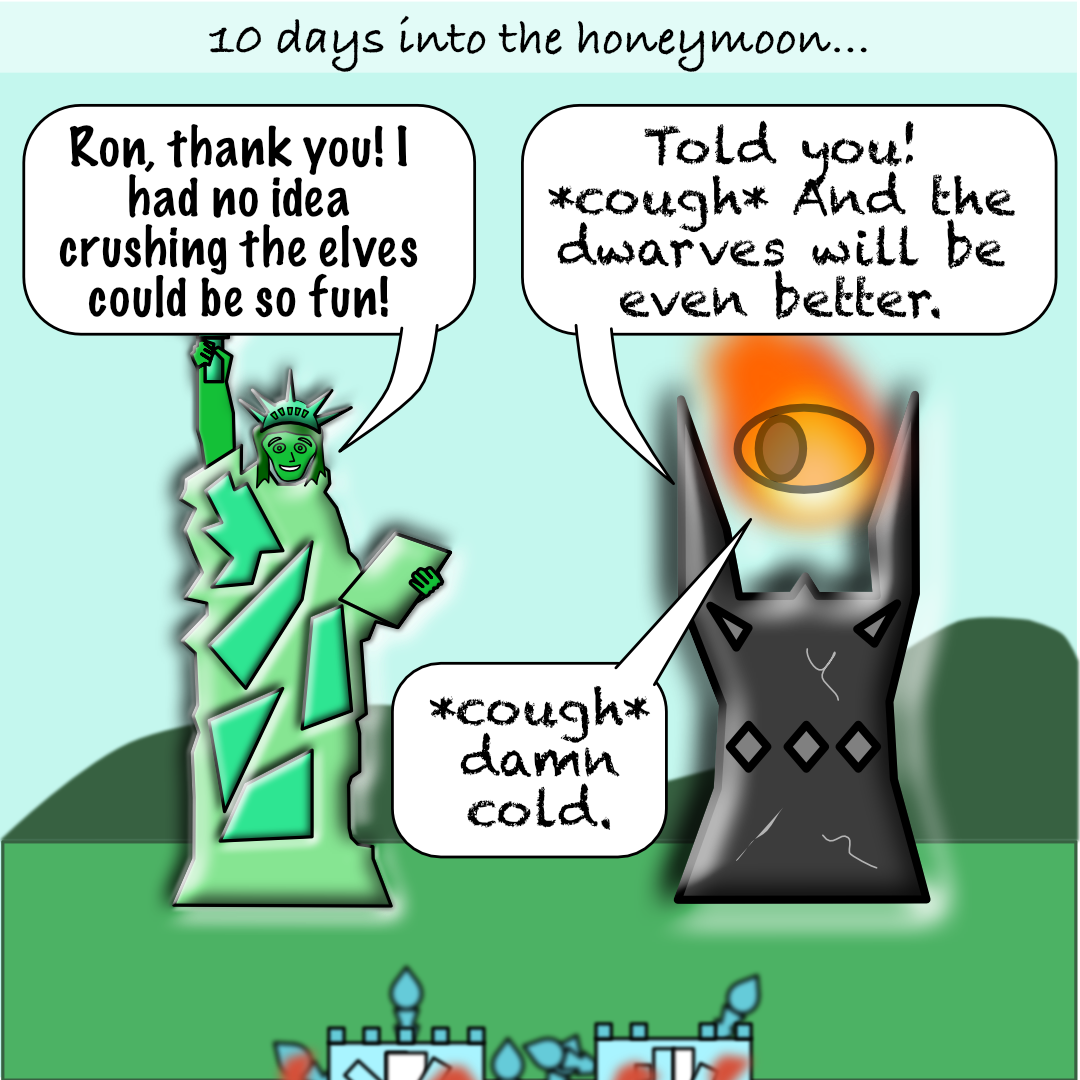 10 days into the honeymoon...
Ron, thank you! I
had no idea
crushing the elves
could be so fun!
Told you!
*cough* And the
dwarves will be
even better.
*cough*
damn
cold.